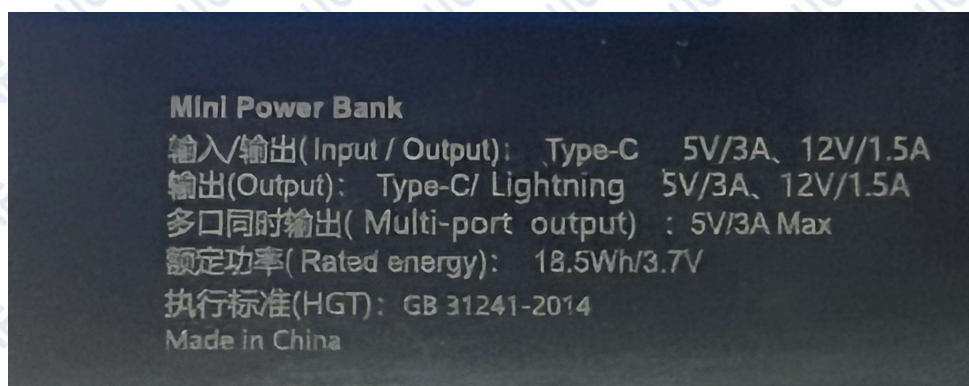 Mini Power Bank
输入/输出(Input / Output)： Type-C 5V/3A、12V/1.5A
输出(Output)： Type-C/ Lightning 5V/3A、12V/1.5A
多口同时输出( Multi-port output) : 5V/3A Max
额定功率( Rated energy)： 18.5Wh/3.7V
执行标准(HGT)：GB 31241-2014
Made in China